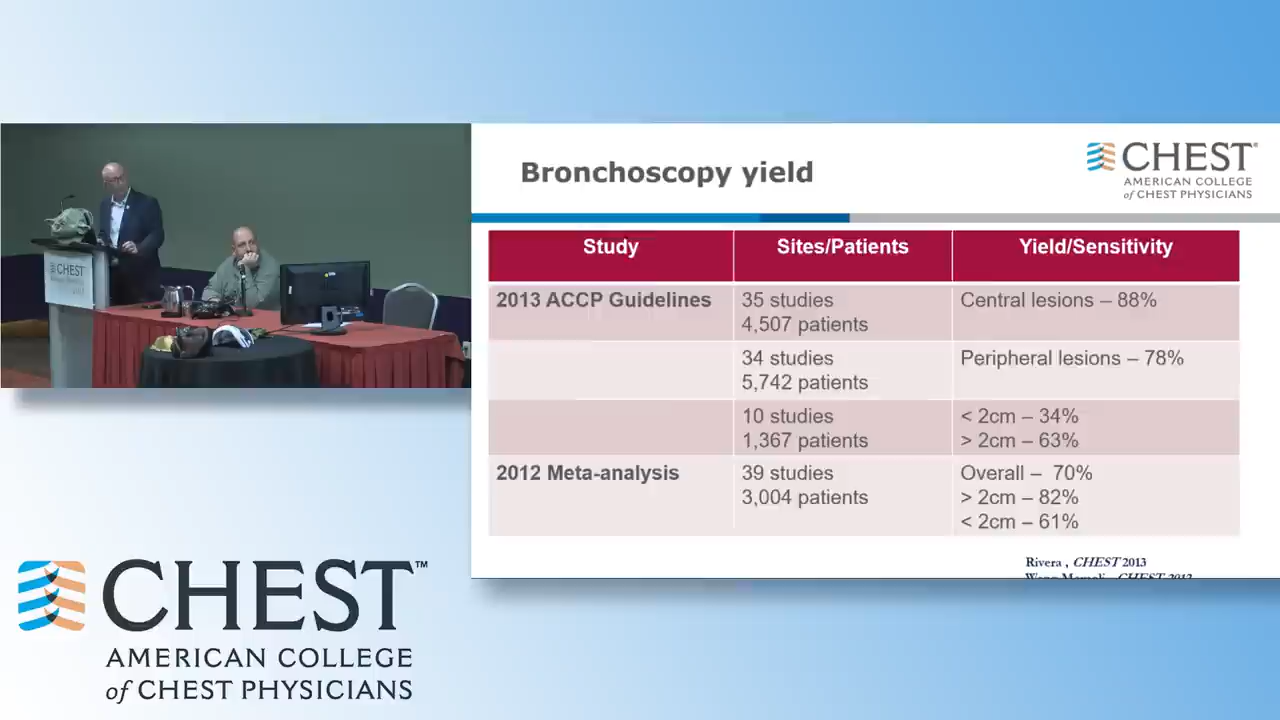 CHEST
Bronchoscopy yield
CHEST
AMERICAN COLLEGE
of CHEST PHYSICIANS
Study Sites/Patients Yield/Sensitivity
2013 ACCP Guidelines 35 studies Central lesions – 88%
4,507 patients
34 studies Peripheral lesions – 78%
5,742 patients
10 studies < 2cm – 34%
1,367 patients > 2cm – 63%
2012 Meta-analysis 39 studies Overall – 70%
3,004 patients > 2cm – 82%
< 2cm – 61%
Rivera , CHEST 2013
CHEST™
AMERICAN COLLEGE
of CHEST PHYSICIANS